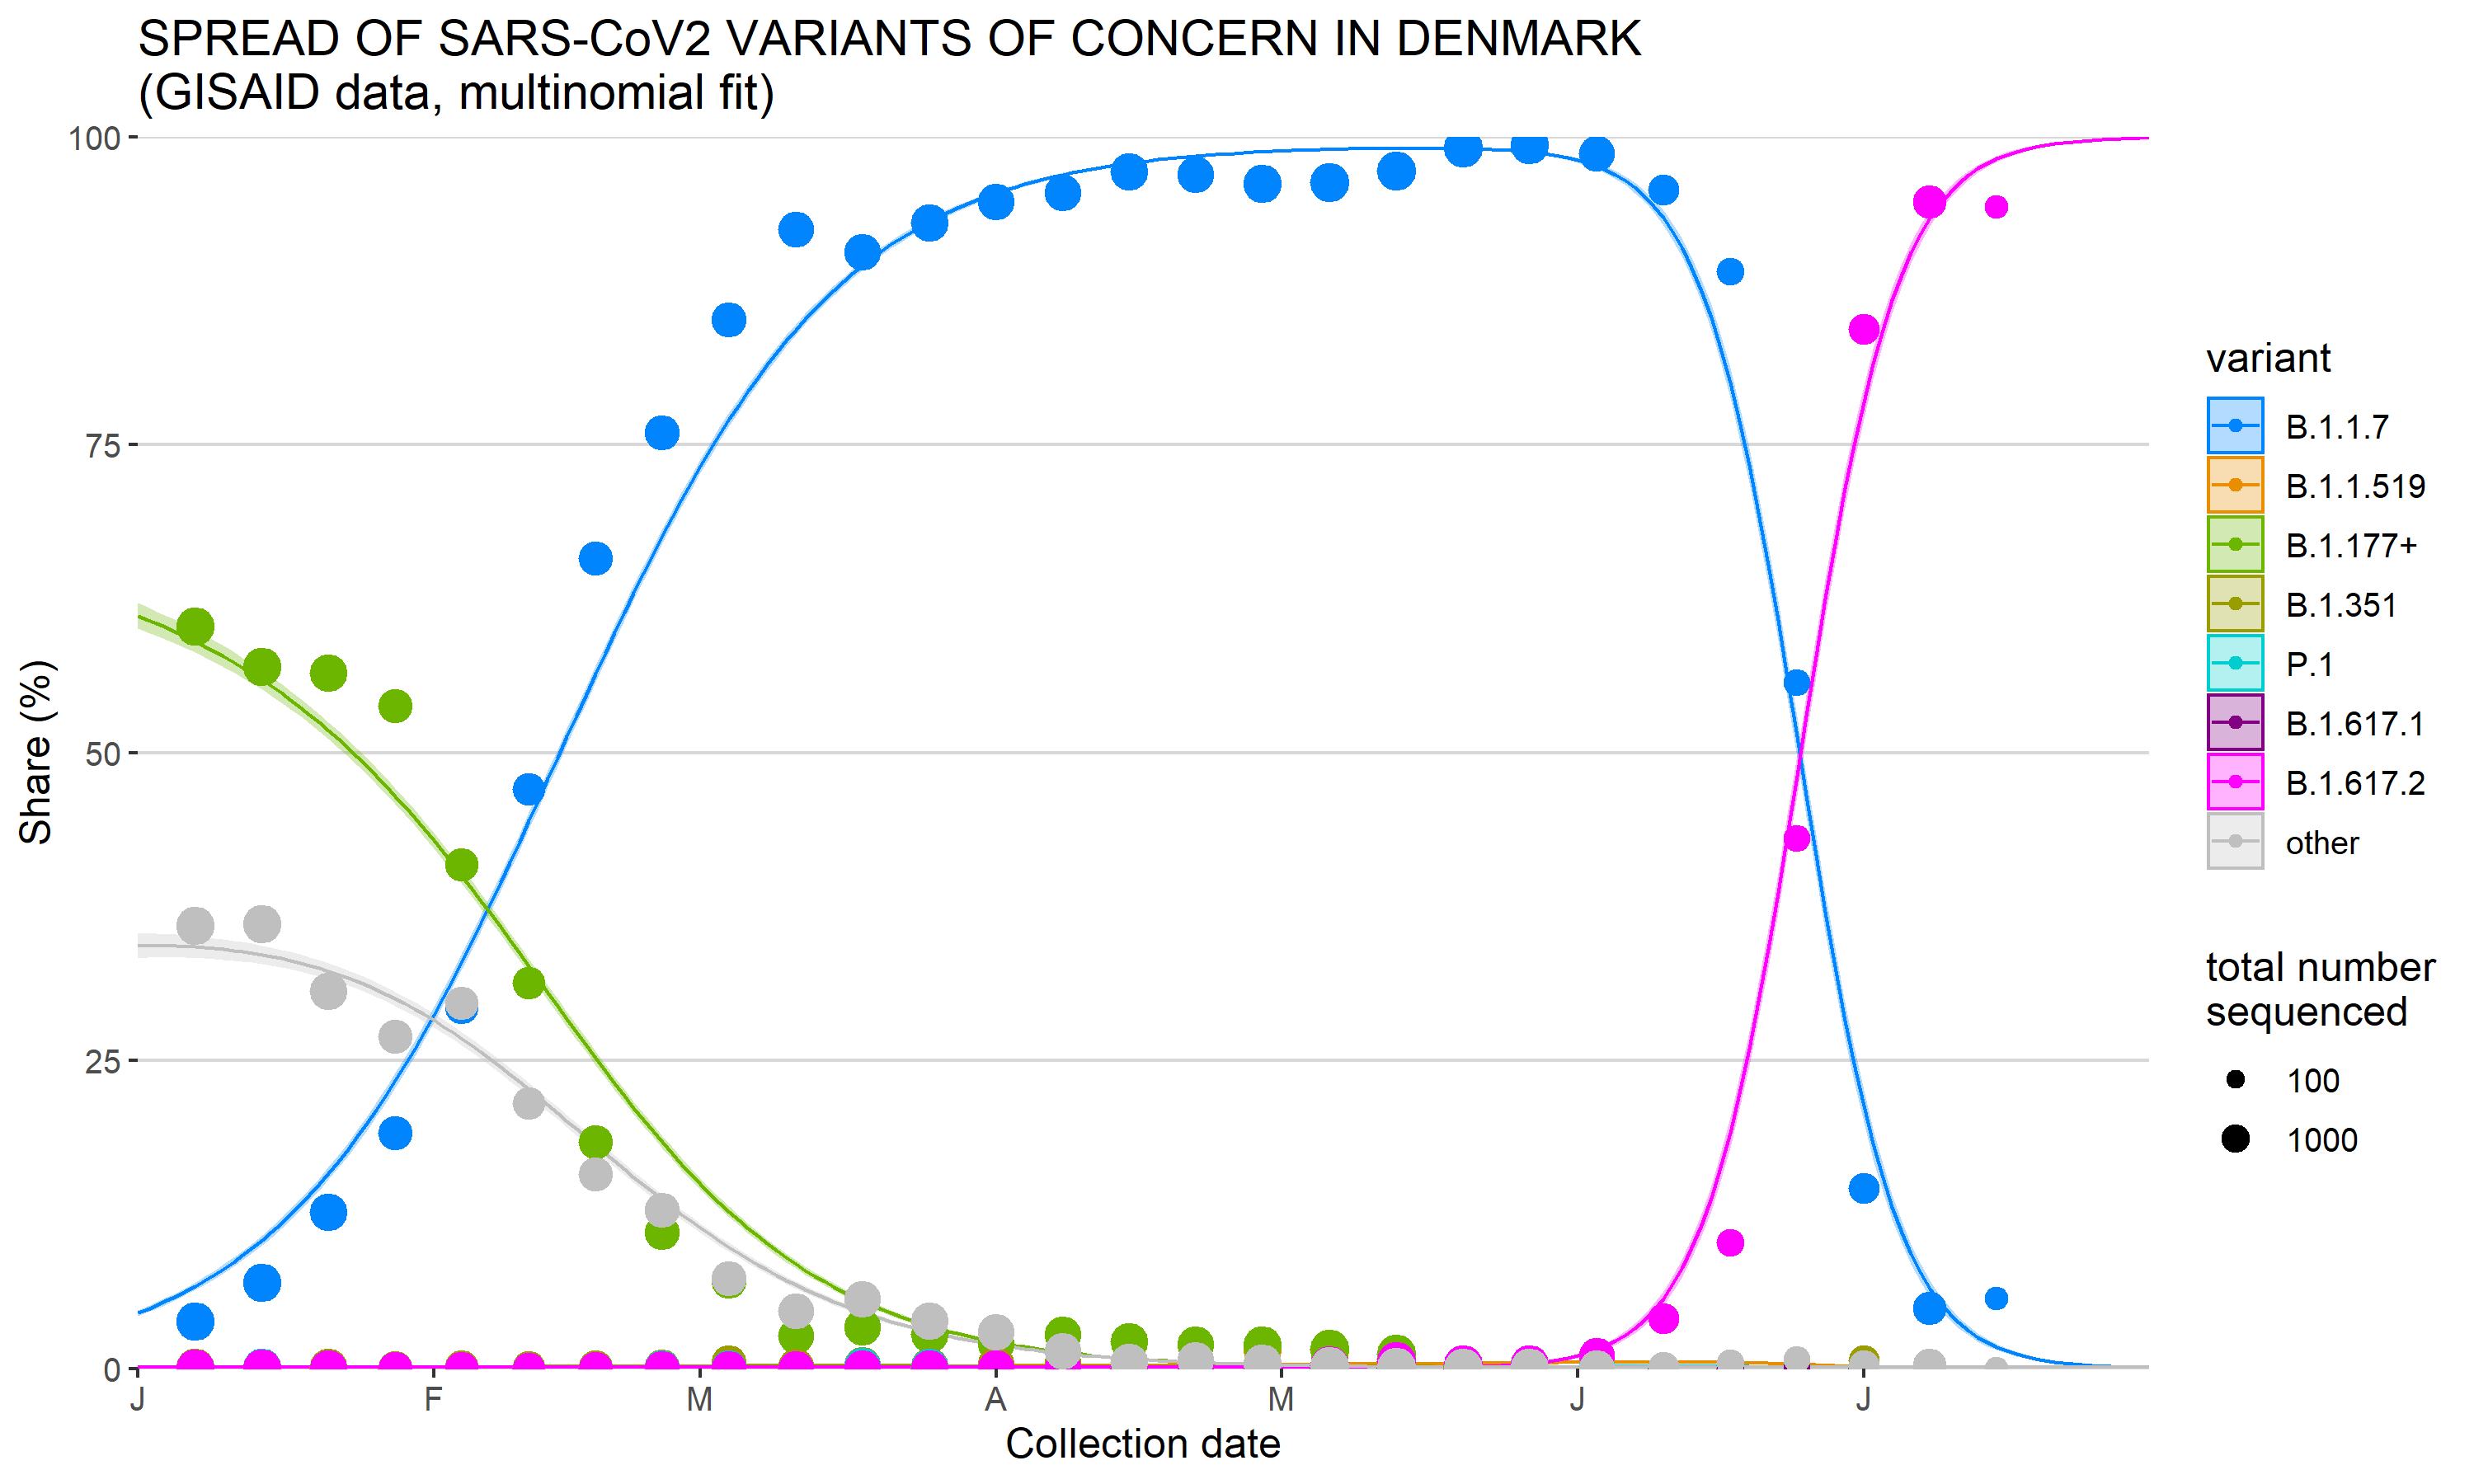 SPREAD OF SARS-CoV2 VARIANTS OF CONCERN IN DENMARK
(GISAID data, multinomial fit)
100
75
50
25
0
Share (%)
J F M A M J J
Collection date
variant
B.1.1.7
B.1.1.519
B.1.177+
B.1.351
P.1
B.1.617.1
B.1.617.2
other
total number
sequenced
100
1000